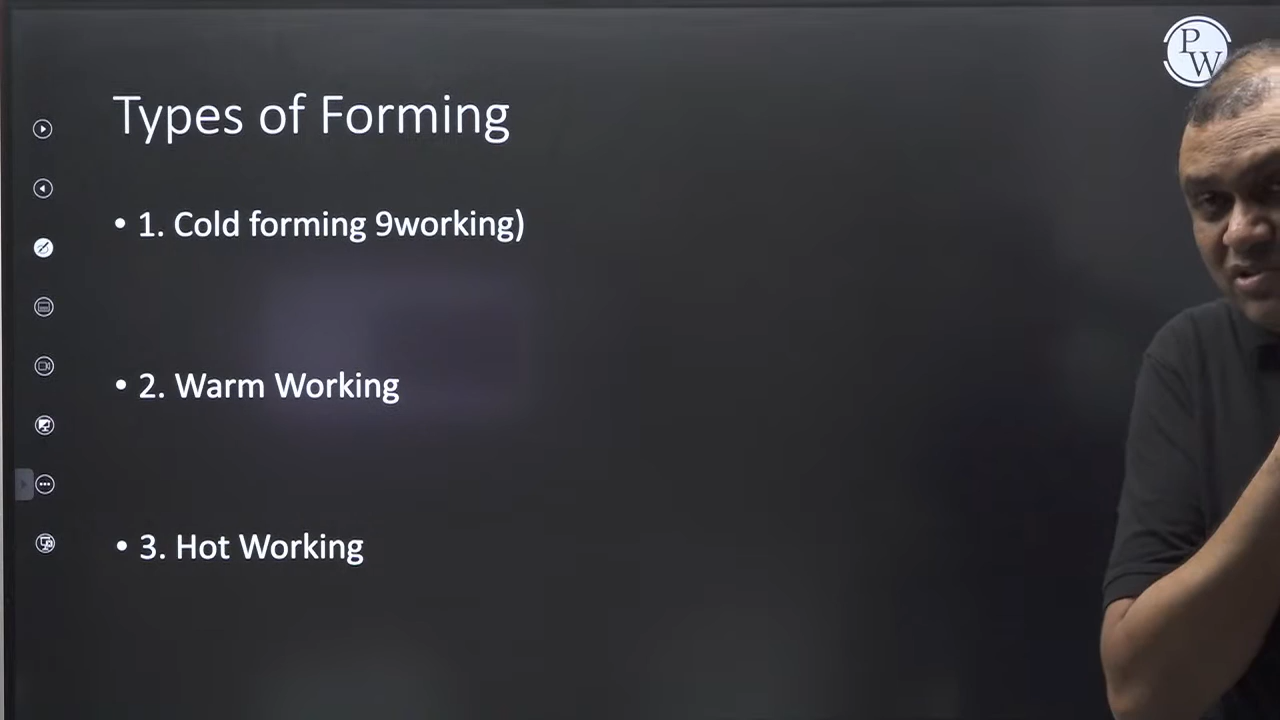 PW
Types of Forming
• 1. Cold forming 9working)
• 2. Warm Working
• 3. Hot Working